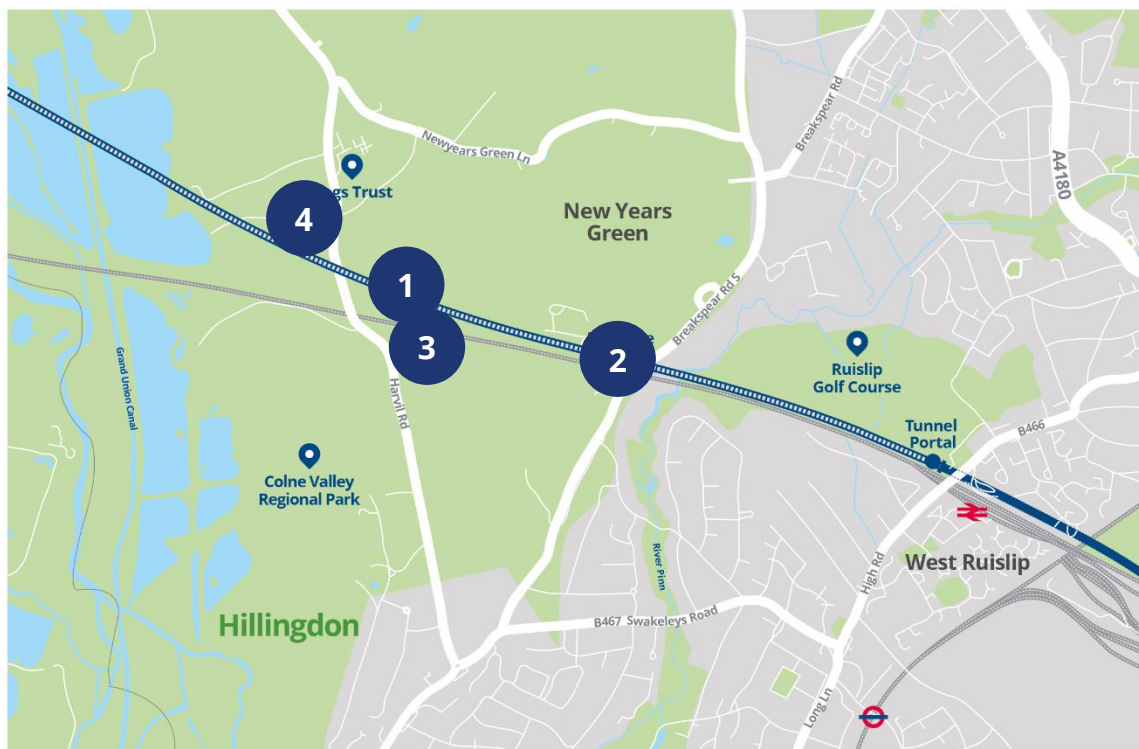 Breakspear Rd
Newyears Green Ln
A4180
gs Trust
4
New Years
Green
1
Breakspear Rd S
3
2
Ruislip
Golf Course
Grand Union Canal
Harvil Rd
Tunnel
Portal
B466
Colne Valley
Regional Park
River Pinn
High Rd
West Ruislip
Hillingdon
B467 Swakeleys Road
Long Ln